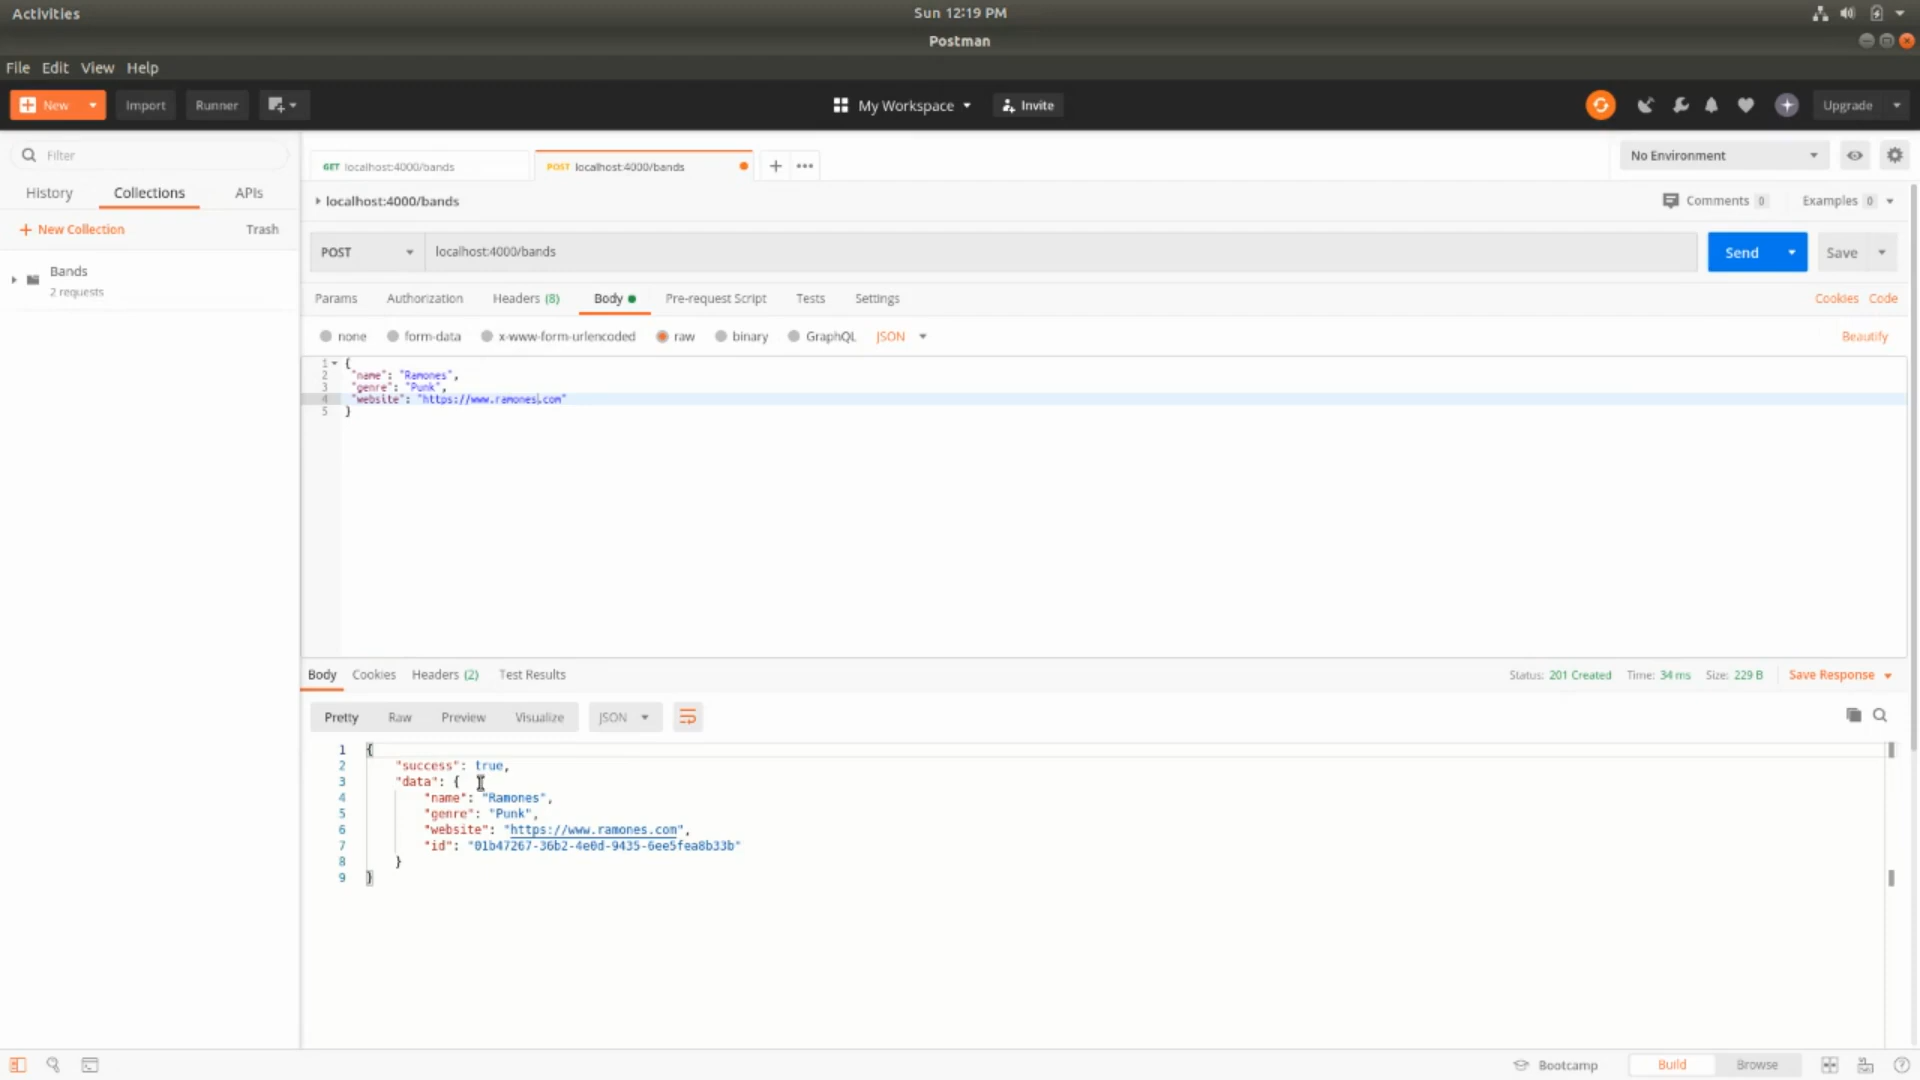 Activities
Sun 12:19 PM
Postman
File Edit View Help
New Import Runner My Workspace Invite Upgrade
Filter
GET localhost:4000/bands POST localhost:4000/bands No Environment
History Collections APIs
localhost:4000/bands Comments 0 Examples 0
New Collection Trash
POST localhost:4000/bands Send Save
Bands
2 requests
Params Authorization Headers (8) Body Pre-request Script Tests Settings Cookies Code
none form-data x-www-form-urlencoded raw binary GraphQL JSON Beautify
1 {
2 "name": "Ramones",
3 "genre": "Punk",
4 "website": "https://www.ramones.com"
5 }
Body Cookies Headers (2) Test Results Status: 201 Created Time: 34 ms Size: 229 B Save Response
Pretty Raw Preview Visualize JSON
1 {
2 "success": true,
3 "data": {
4 "name": "Ramones",
5 "genre": "Punk",
6 "website": "https://www.ramones.com",
7 "id": "01b47267-36b2-4e0d-9435-6ee5fea8b33b"
8 }
9 }
Bootcamp Build Browse